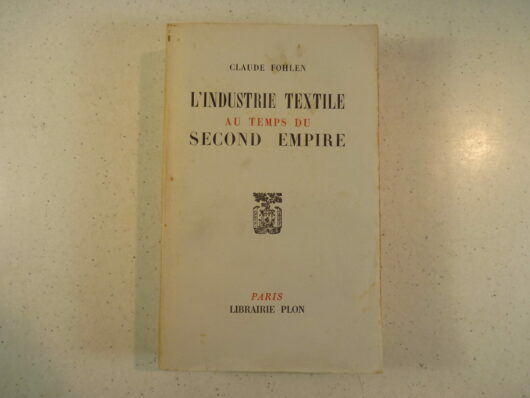 CLAUDE FOHLEN
L'INDUSTRIE TEXTILE
AU TEMPS DU
SECOND EMPIRE
PARIS
LIBRAIRIE PLON